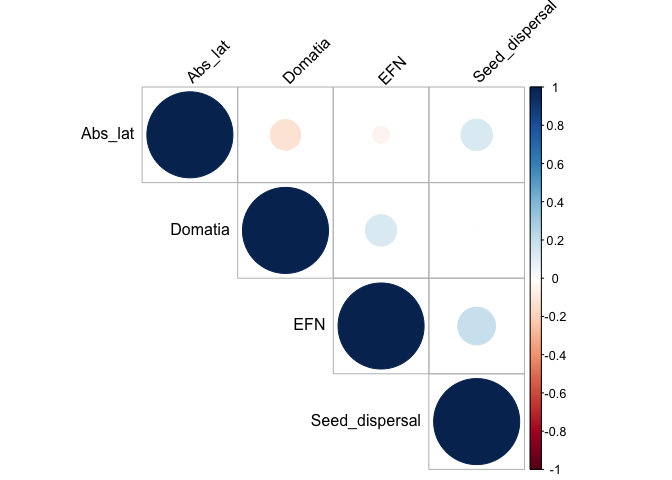 Abs_lat
Domatia
EFN
Seed_dispersal
Abs_lat
Domatia
EFN
Seed_dispersal
1
0.8
0.6
0.4
0.2
0
-0.2
-0.4
-0.6
-0.8
-1